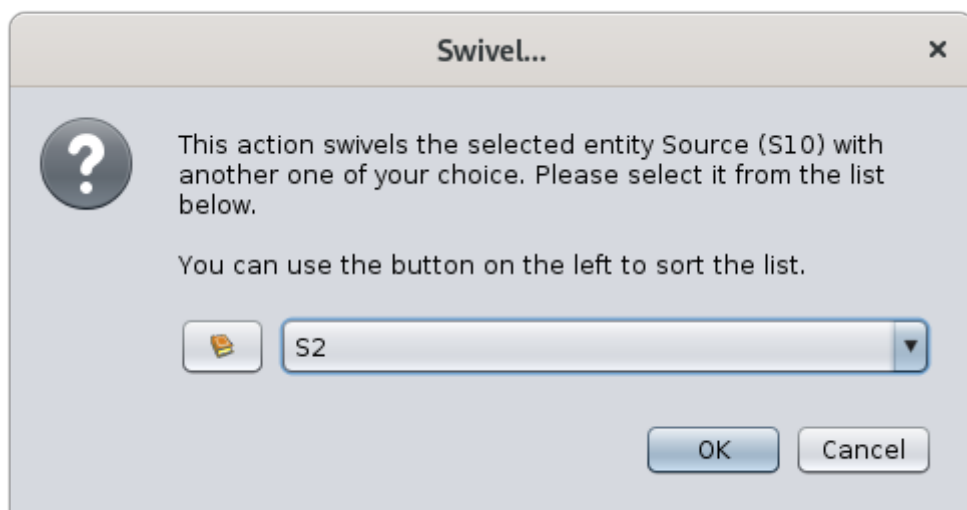 Swivel...
This action swivels the selected entity Source (S10) with
another one of your choice. Please select it from the list
below.
You can use the button on the left to sort the list.
S2
OK
Cancel